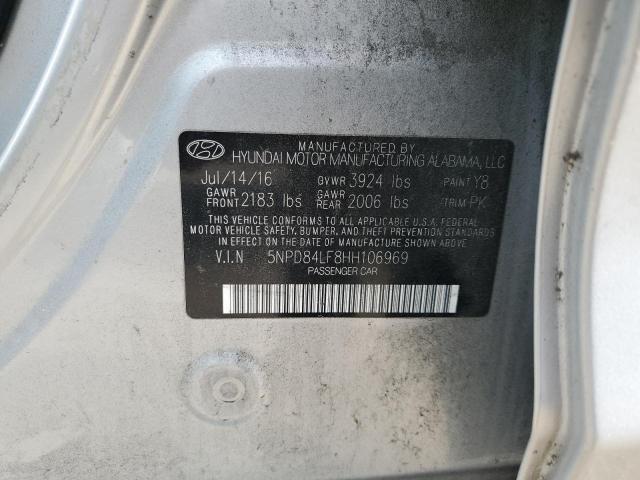 MANUFACTURED BY
HYUNDAI MOTOR MANUFACTURING ALABAMA, LLC
Jul/14/16 GVWR 3924 lbs PAINT Y8
GAWR FRONT 2183 lbs GAWR REAR 2006 lbs TRIM PK
THIS VEHICLE CONFORMS TO ALL APPLICABLE U.S.A. FEDERAL
MOTOR VEHICLE SAFETY, BUMPER, AND THEFT PREVENTION
STANDARDS IN EFFECT ON THE DATE OF MANUFACTURE SHOWN ABOVE.
V.I.N 5NPD84LF8HH106969
PASSENGER CAR